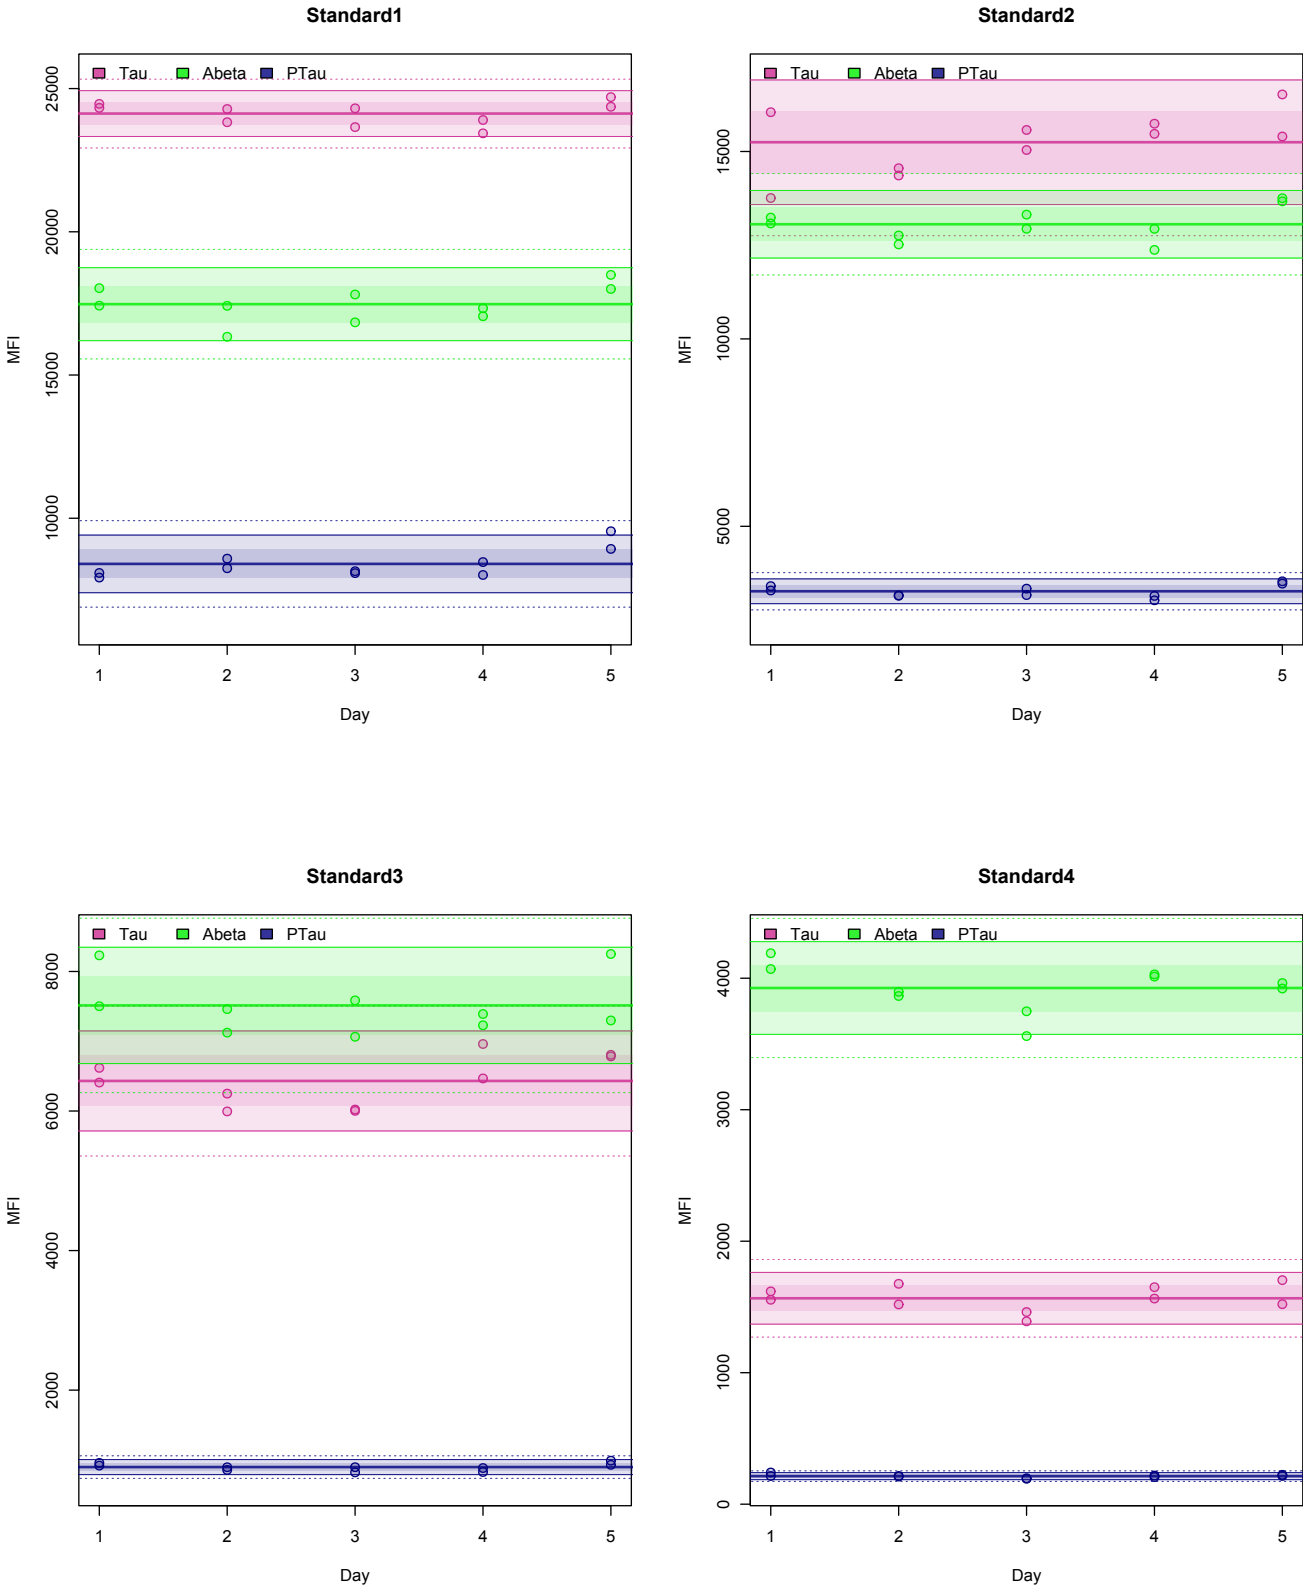 Standard1
Tau Abeta PTau
MFI
25000
20000
15000
10000
1 2 3 4 5
Day
Standard2
Tau Abeta PTau
MFI
15000
10000
5000
1 2 3 4 5
Day
Standard3
Tau Abeta PTau
MFI
8000
6000
4000
2000
1 2 3 4 5
Day
Standard4
Tau Abeta PTau
MFI
4000
3000
2000
1000
0
1 2 3 4 5
Day